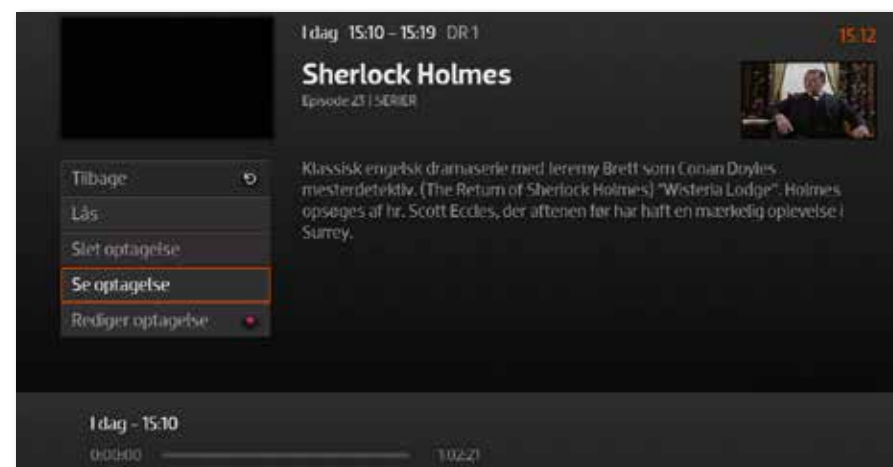 I dag 15:10 – 15:19 DR 1
15:12
Sherlock Holmes
Episode 23 | SERIER
Klassisk engelsk dramaserie med Jeremy Brett som Conan Doyles
mesterdetektiv. (The Return of Sherlock Holmes) "Wisteria Lodge". Holmes
opsøges af hr. Scott Eccles, der aftenen før har haft en mærkelig oplevelse i
Surrey.
Tilbage
Lås
Slet optagelse
Se optagelse
Rediger optagelse
I dag – 15:10
0:00:00
1:02:21